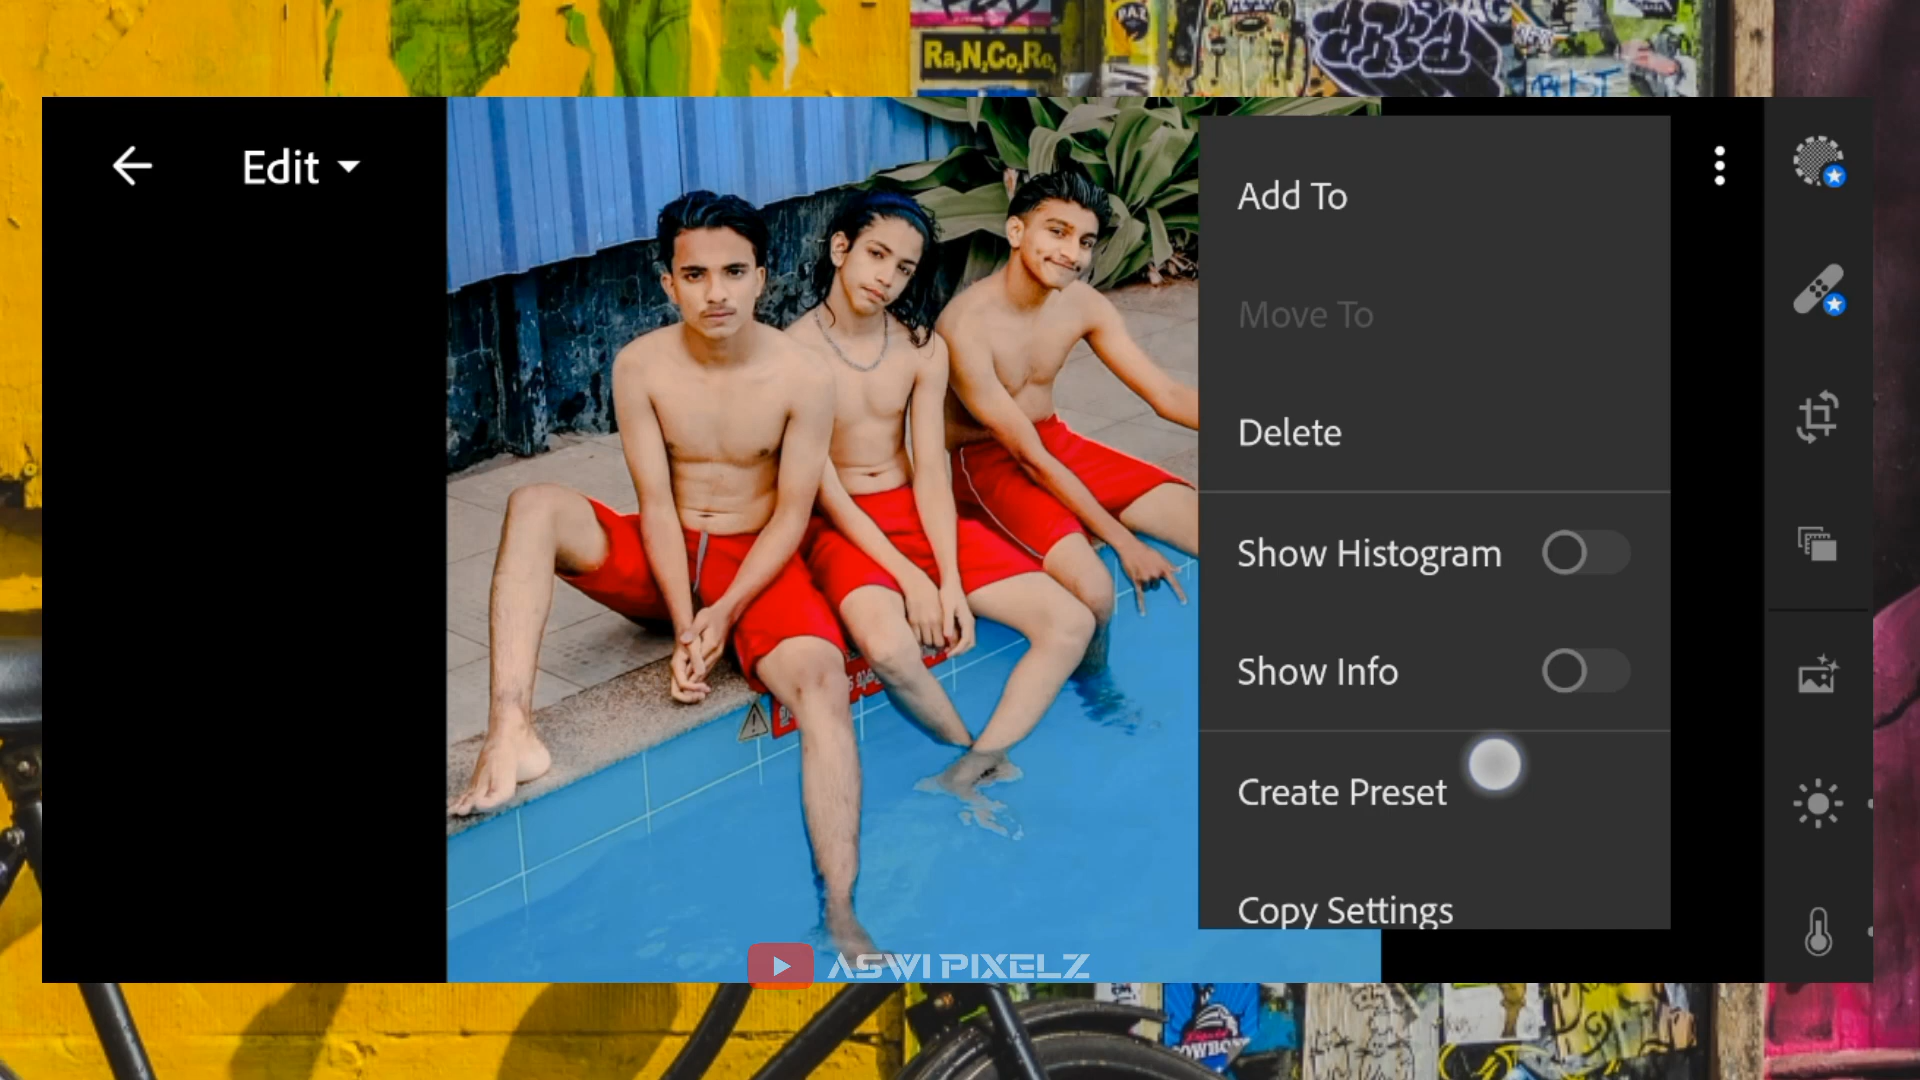 Ra,N,Co,Re,
Edit
Add To
Move To
Delete
Show Histogram
Show Info
Create Preset
Copy Settings
ASWI PIXELZ
COWBOYS